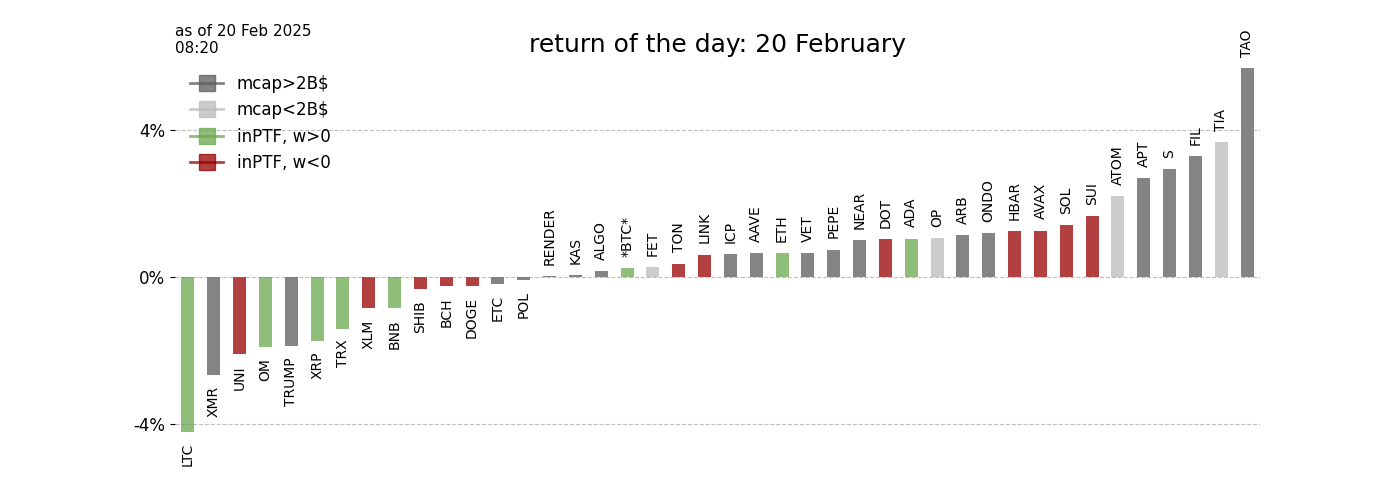 as of 20 Feb 2025
08:20
return of the day: 20 February
mcap>2B$
mcap<2B$
inPTF, w>0
inPTF, w<0
4%
0%
-4%
LTC
XMR
UNI
OM
TRUMP
XRP
TRX
XLM
BNB
SHIB
BCH
DOGE
ETC
POL
RENDER
KAS
ALGO
*BTC*
FET
TON
LINK
ICP
AAVE
ETH
VET
PEPE
NEAR
DOT
ADA
OP
ARB
ONDO
HBAR
AVAX
SOL
SUI
ATOM
APT
S
FIL
TIA
TAO